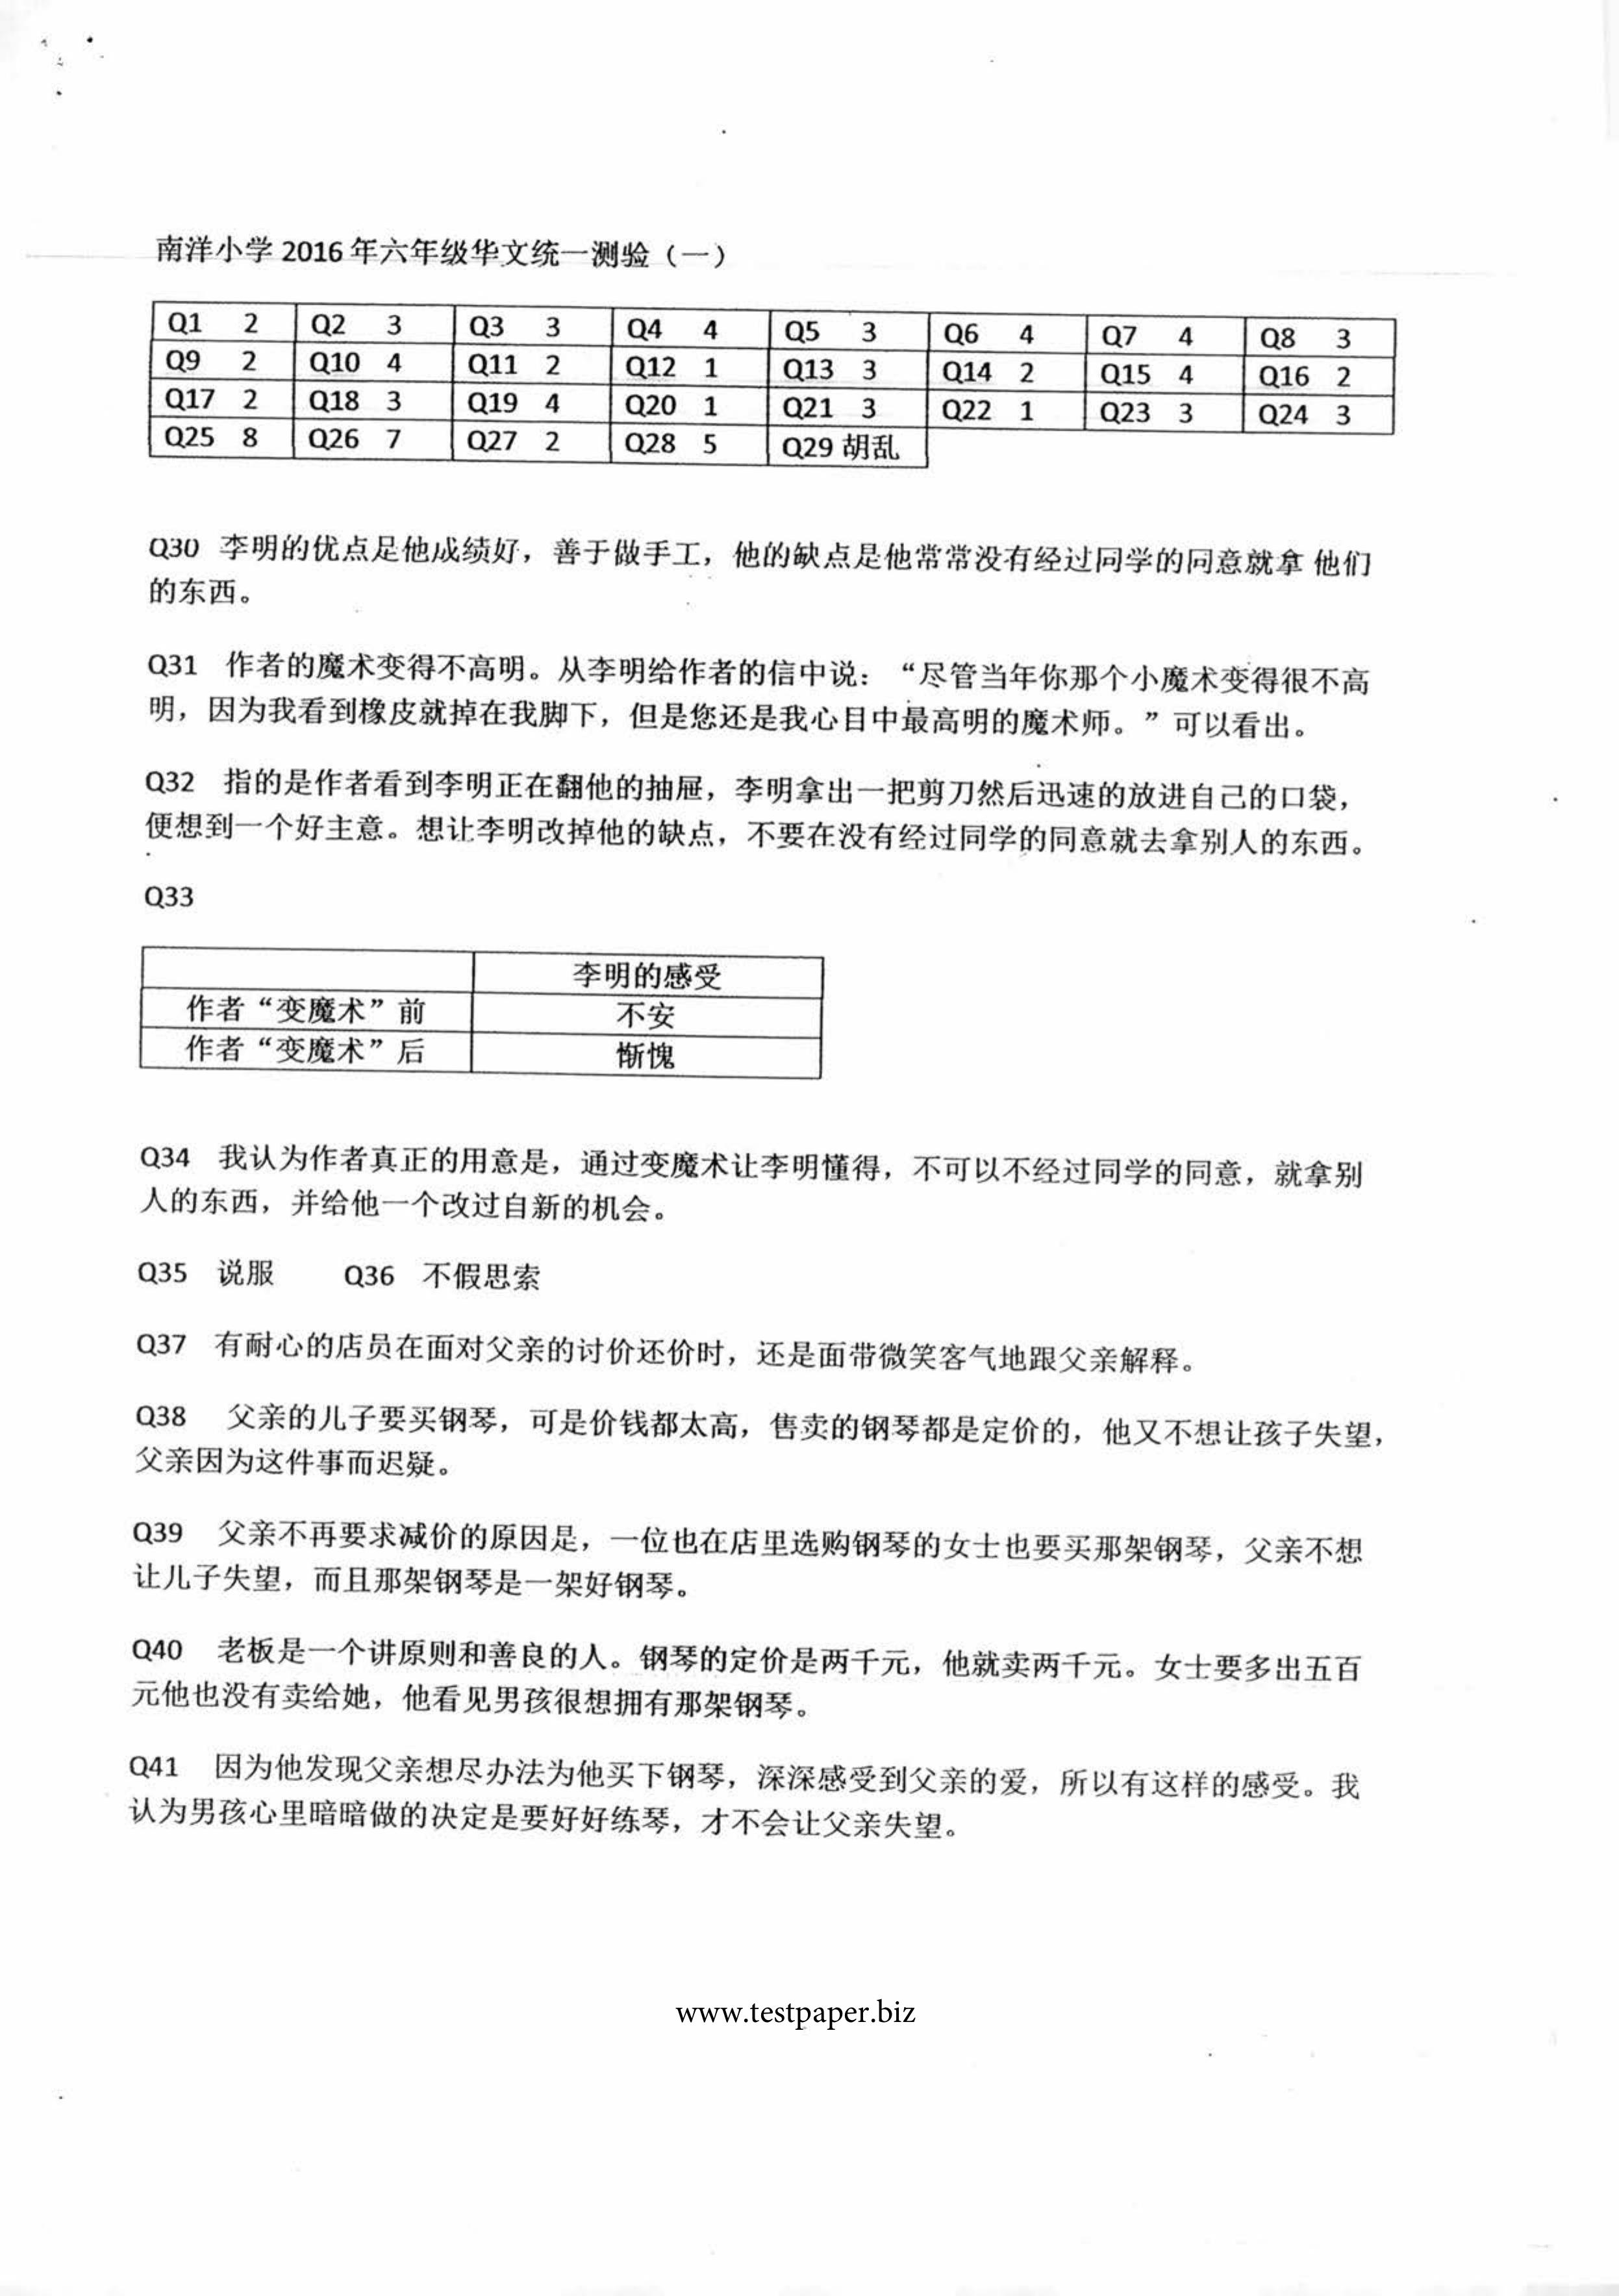 南洋小学 2016 年六年级华文统一测验（一）
Q1 2 Q2 3 Q3 3 Q4 4 Q5 3 Q6 4 Q7 4 Q8 3
Q9 2 Q10 4 Q11 2 Q12 1 Q13 3 Q14 2 Q15 4 Q16 2
Q17 2 Q18 3 Q19 4 Q20 1 Q21 3 Q22 1 Q23 3 Q24 3
Q25 8 Q26 7 Q27 2 Q28 5 Q29 胡乱
Q30 李明的优点是他成绩好，善于做手工，他的缺点是他常常没有经过同学的同意就拿 他们
的东西。
Q31 作者的魔术变得不高明。从李明给作者的信中说：“尽管当年你那个小魔术变得很不高
明，因为我看到橡皮就掉在我脚下，但是您还是我心目中最高明的魔术师。”可以看出。
Q32 指的是作者看到李明正在翻他的抽屉，李明拿出一把剪刀然后迅速的放进自己的口袋，
便想到一个好主意。想让李明改掉他的缺点，不要在没有经过同学的同意就去拿别人的东西。
Q33
李明的感受
作者“变魔术”前 不安
作者“变魔术”后 惭愧
Q34 我认为作者真正的用意是，通过变魔术让李明懂得，不可以不经过同学的同意，就拿别
人的东西，并给他一个改过自新的机会。
Q35 说服 Q36 不假思索
Q37 有耐心的店员在面对父亲的讨价还价时，还是面带微笑客气地跟父亲解释。
Q38 父亲的儿子要买钢琴，可是价钱都太高，售卖的钢琴都是定价的，他又不想让孩子失望，
父亲因为这件事而迟疑。
Q39 父亲不再要求减价的原因是，一位也在店里选购钢琴的女士也要买那架钢琴，父亲不想
让儿子失望，而且那架钢琴是一架好钢琴。
Q40 老板是一个讲原则和善良的人。钢琴的定价是两千元，他就卖两千元。女士要多出五百
元他也没有卖给她，他看见男孩很想拥有那架钢琴。
Q41 因为他发现父亲想尽办法为他买下钢琴，深深感受到父亲的爱，所以有这样的感受。我
认为男孩心里暗暗做的决定是要好好练琴，才不会让父亲失望。
www.testpaper.biz